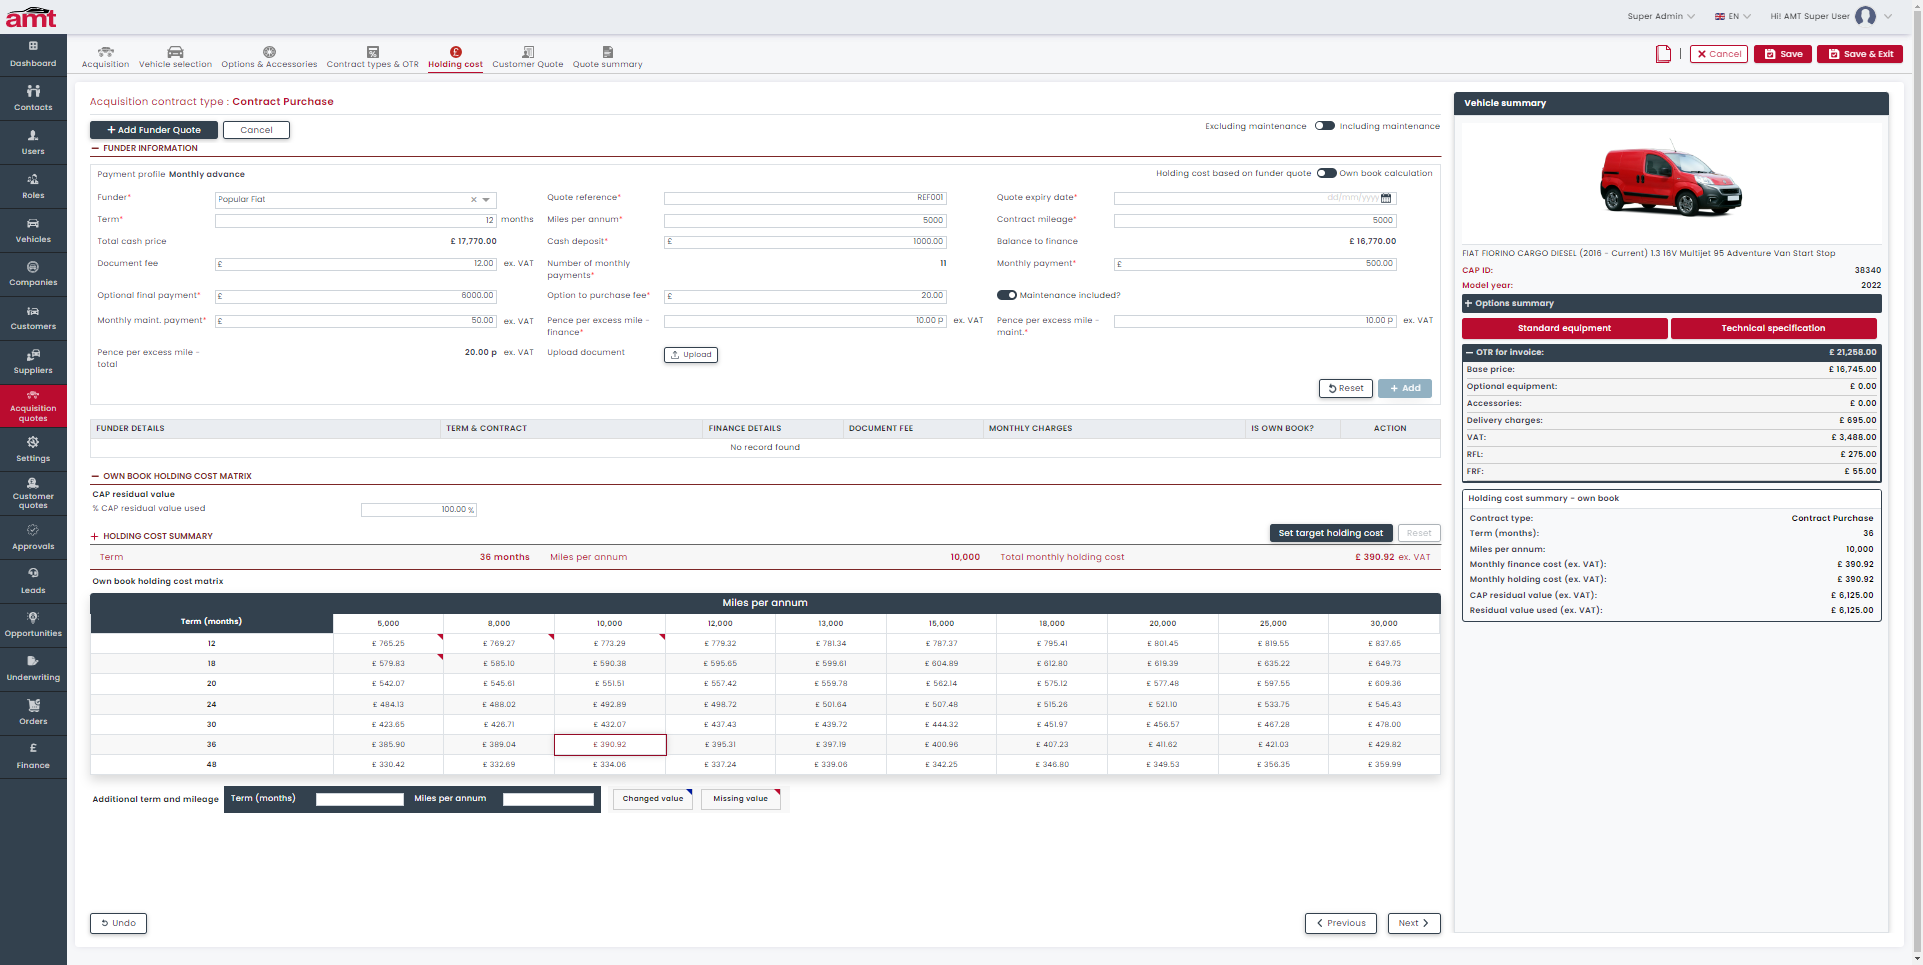 amt
Super Admin
EN
Hi! AMT Super User
Dashboard
Contacts
Users
Roles
Vehicles
Companies
Customers
Suppliers
Acquisition
quotes
Settings
Customer
quotes
Approvals
Leads
Opportunities
Underwriting
Orders
£
Finance
Acquisition
Vehicle selection
Options & Accessories
Contract types & OTR
Holding cost
Customer Quote
Quote summary
Cancel
Save
Save & Exit
Acquisition contract type : Contract Purchase
+ Add Funder Quote
Cancel
Excluding maintenance
Including maintenance
FUNDER INFORMATION
Payment profile Monthly advance
Holding cost based on funder quote
Own book calculation
Funder* Popular Fiat
Quote reference* REF001
Quote expiry date* dd/mm/yyyy
Term* 12 months
Miles per annum* 5000
Contract mileage* 5000
Total cash price £ 17,770.00
Cash deposit* £ 1000.00
Balance to finance £ 16,770.00
Document fee £ 12.00 ex. VAT
Number of monthly
payments*
11
Monthly payment* £ 500.00
Optional final payment* £ 6000.00
Option to purchase fee* £ 20.00
Maintenance included?
Monthly maint. payment* £ 50.00 ex. VAT
Pence per excess mile -
finance*
10.00 p ex. VAT
Pence per excess mile -
maint.*
10.00 p ex. VAT
Pence per excess mile -
total
20.00 p ex. VAT
Upload document
Upload
Reset
+ Add
FUNDER DETAILS TERM & CONTRACT FINANCE DETAILS DOCUMENT FEE MONTHLY CHARGES IS OWN BOOK? ACTION
No record found
OWN BOOK HOLDING COST MATRIX
CAP residual value
% CAP residual value used 100.00 %
+ HOLDING COST SUMMARY
Set target holding cost
Reset
Term 36 months Miles per annum 10,000 Total monthly holding cost £ 390.92 ex. VAT
Own book holding cost matrix
Miles per annum
Term (months) 5,000 8,000 10,000 12,000 13,000 15,000 18,000 20,000 25,000 30,000
12 £ 765.25 £ 769.27 £ 773.29 £ 779.32 £ 781.34 £ 787.37 £ 795.41 £ 801.45 £ 819.55 £ 837.65
18 £ 579.83 £ 585.10 £ 590.38 £ 595.65 £ 599.61 £ 604.89 £ 612.80 £ 619.39 £ 635.22 £ 649.73
20 £ 542.07 £ 545.61 £ 551.51 £ 557.42 £ 559.78 £ 562.14 £ 575.12 £ 577.48 £ 597.55 £ 609.36
24 £ 484.13 £ 488.02 £ 492.89 £ 498.72 £ 501.64 £ 507.48 £ 515.26 £ 521.10 £ 533.75 £ 545.43
30 £ 423.65 £ 426.71 £ 432.07 £ 437.43 £ 439.72 £ 444.32 £ 451.97 £ 456.57 £ 467.28 £ 478.00
36 £ 385.90 £ 389.04 £ 390.92 £ 395.31 £ 397.19 £ 400.96 £ 407.23 £ 411.62 £ 421.03 £ 429.82
48 £ 330.42 £ 332.69 £ 334.06 £ 337.24 £ 339.06 £ 342.25 £ 346.80 £ 349.53 £ 356.35 £ 359.99
Additional term and mileage Term (months) Miles per annum
Changed value
Missing value
Undo
Previous
Next
Vehicle summary
FIAT FIORINO CARGO DIESEL (2016 - Current) 1.3 16V Multijet 95 Adventure Van Start Stop
CAP ID: 38340
Model year: 2022
+ Options summary
Standard equipment
Technical specification
OTR for invoice: £ 21,258.00
Base price: £ 16,745.00
Optional equipment: £ 0.00
Accessories: £ 0.00
Delivery charges: £ 695.00
VAT: £ 3,488.00
RFL: £ 275.00
FRF: £ 55.00
Holding cost summary - own book
Contract type: Contract Purchase
Term (months): 36
Miles per annum: 10,000
Monthly finance cost (ex. VAT): £ 390.92
Monthly holding cost (ex. VAT): £ 390.92
CAP residual value (ex. VAT): £ 6,125.00
Residual value used (ex. VAT): £ 6,125.00